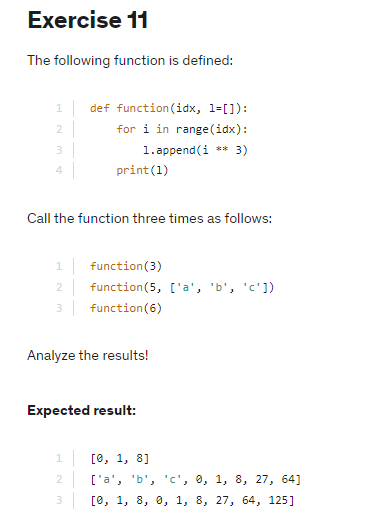 Exercise 11
The following function is defined:
1 def function(idx, l=[]):
2     for i in range(idx):
3         l.append(i ** 3)
4     print(l)
Call the function three times as follows:
1 function(3)
2 function(5, ['a', 'b', 'c'])
3 function(6)
Analyze the results!
Expected result:
1 [0, 1, 8]
2 ['a', 'b', 'c', 0, 1, 8, 27, 64]
3 [0, 1, 8, 0, 1, 8, 27, 64, 125]